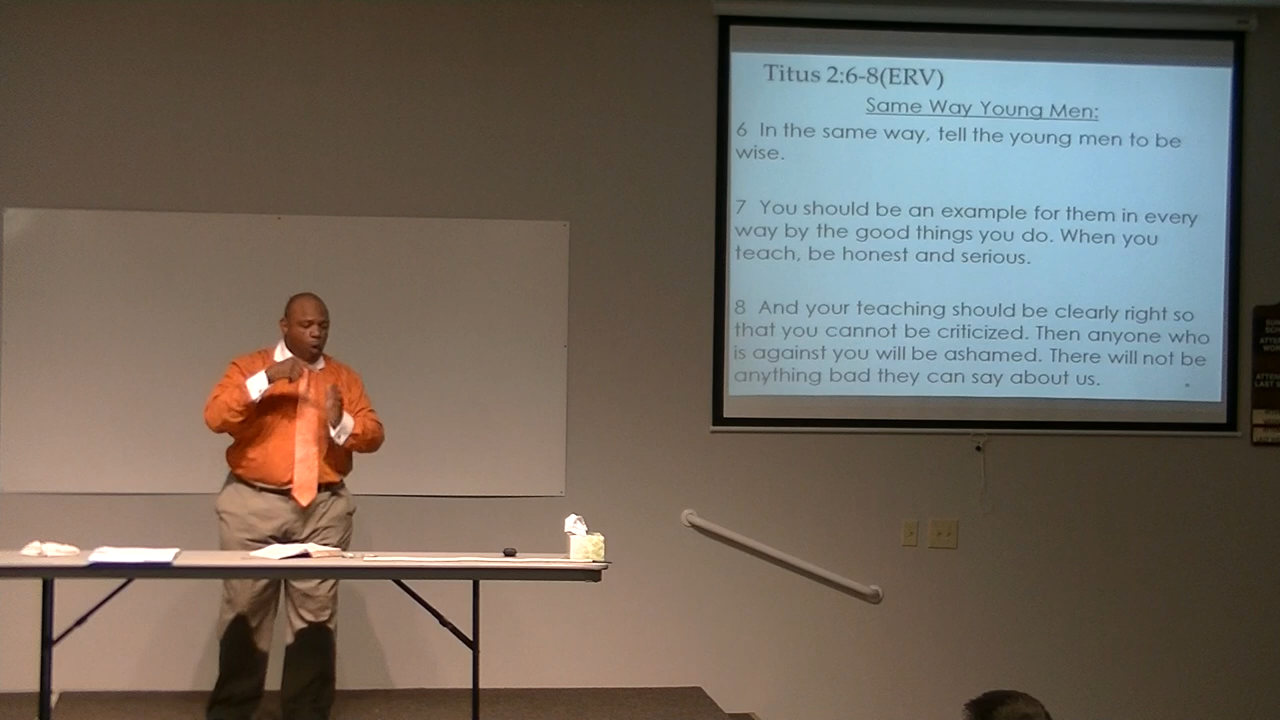 Titus 2:6-8(ERV)
Same Way Young Men:
6 In the same way, tell the young men to be
wise.
7 You should be an example for them in every
way by the good things you do. When you
teach, be honest and serious.
8 And your teaching should be clearly right so
that you cannot be criticized. Then anyone who
is against you will be ashamed. There will not be
anything bad they can say about us.